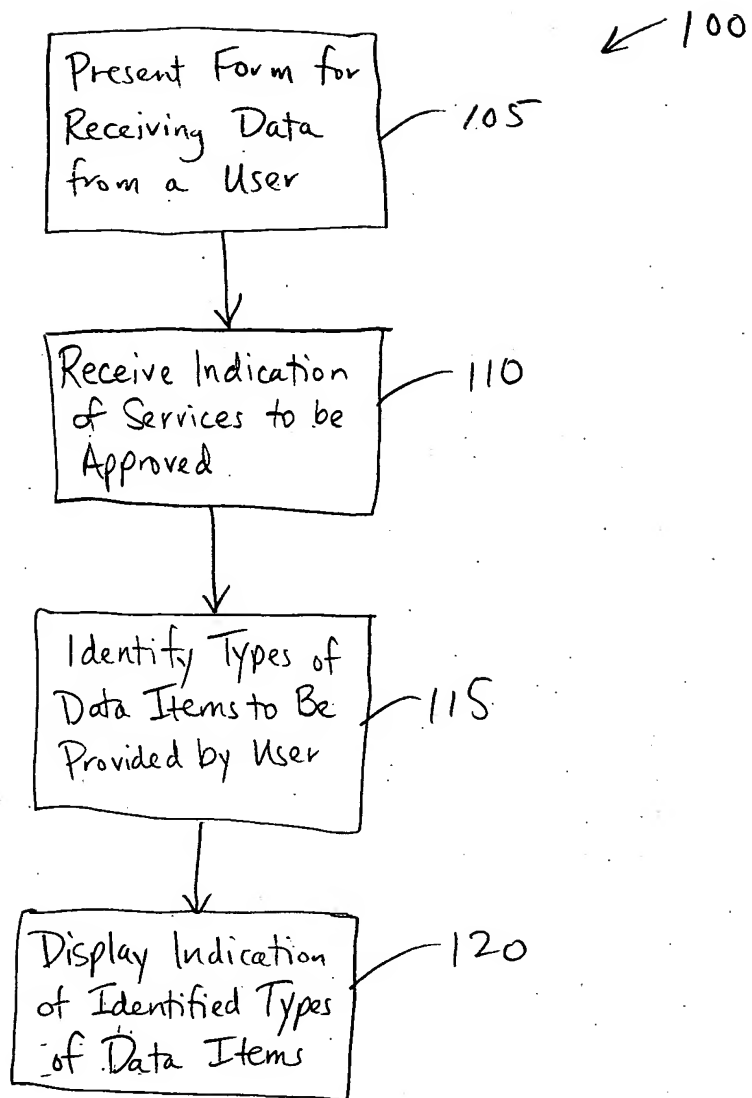 100
Present Form for
Receiving Data
from a User
105
Receive Indication
of Services to be
Approved
110
Identify Types of
Data Items to Be
Provided by User
115
Display Indication
of Identified Types
of Data Items
120